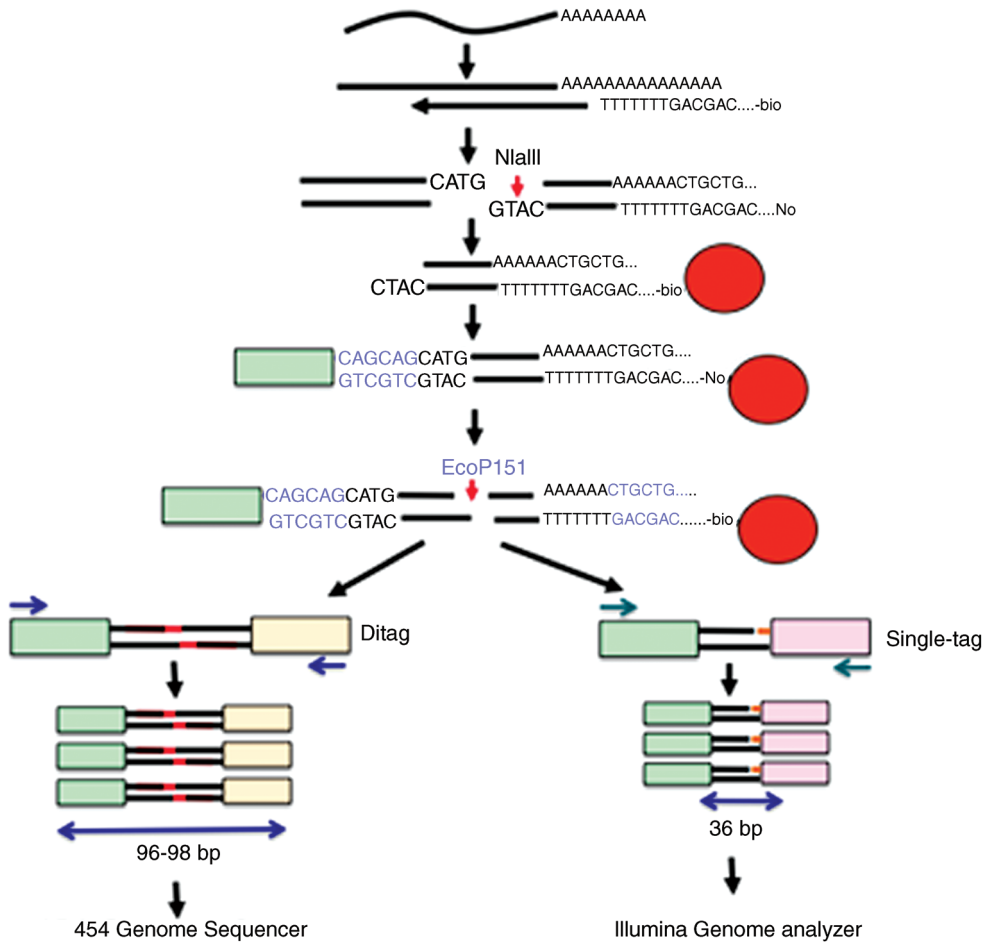 AAAAAAAA
AAAAAAAAAAAAAAA
TTTTTTTGACGAC....-bio
NlaIII
CATG AAAAAACTGCTG...
GTAC TTTTTTTGACGAC....No
AAAAAACTGCTG...
CTAC TTTTTTTGACGAC....-bio
CAGCAGCATG AAAAAACTGCTG....
GTCGTCGTAC TTTTTTTGACGAC....-No
EcoP151
CAGCAGCATG AAAAAACTGCTG.....
GTCGTCGTAC TTTTTTTGACGAC......-bio
Ditag
Single-tag
36 bp
96-98 bp
454 Genome Sequencer
Illumina Genome analyzer